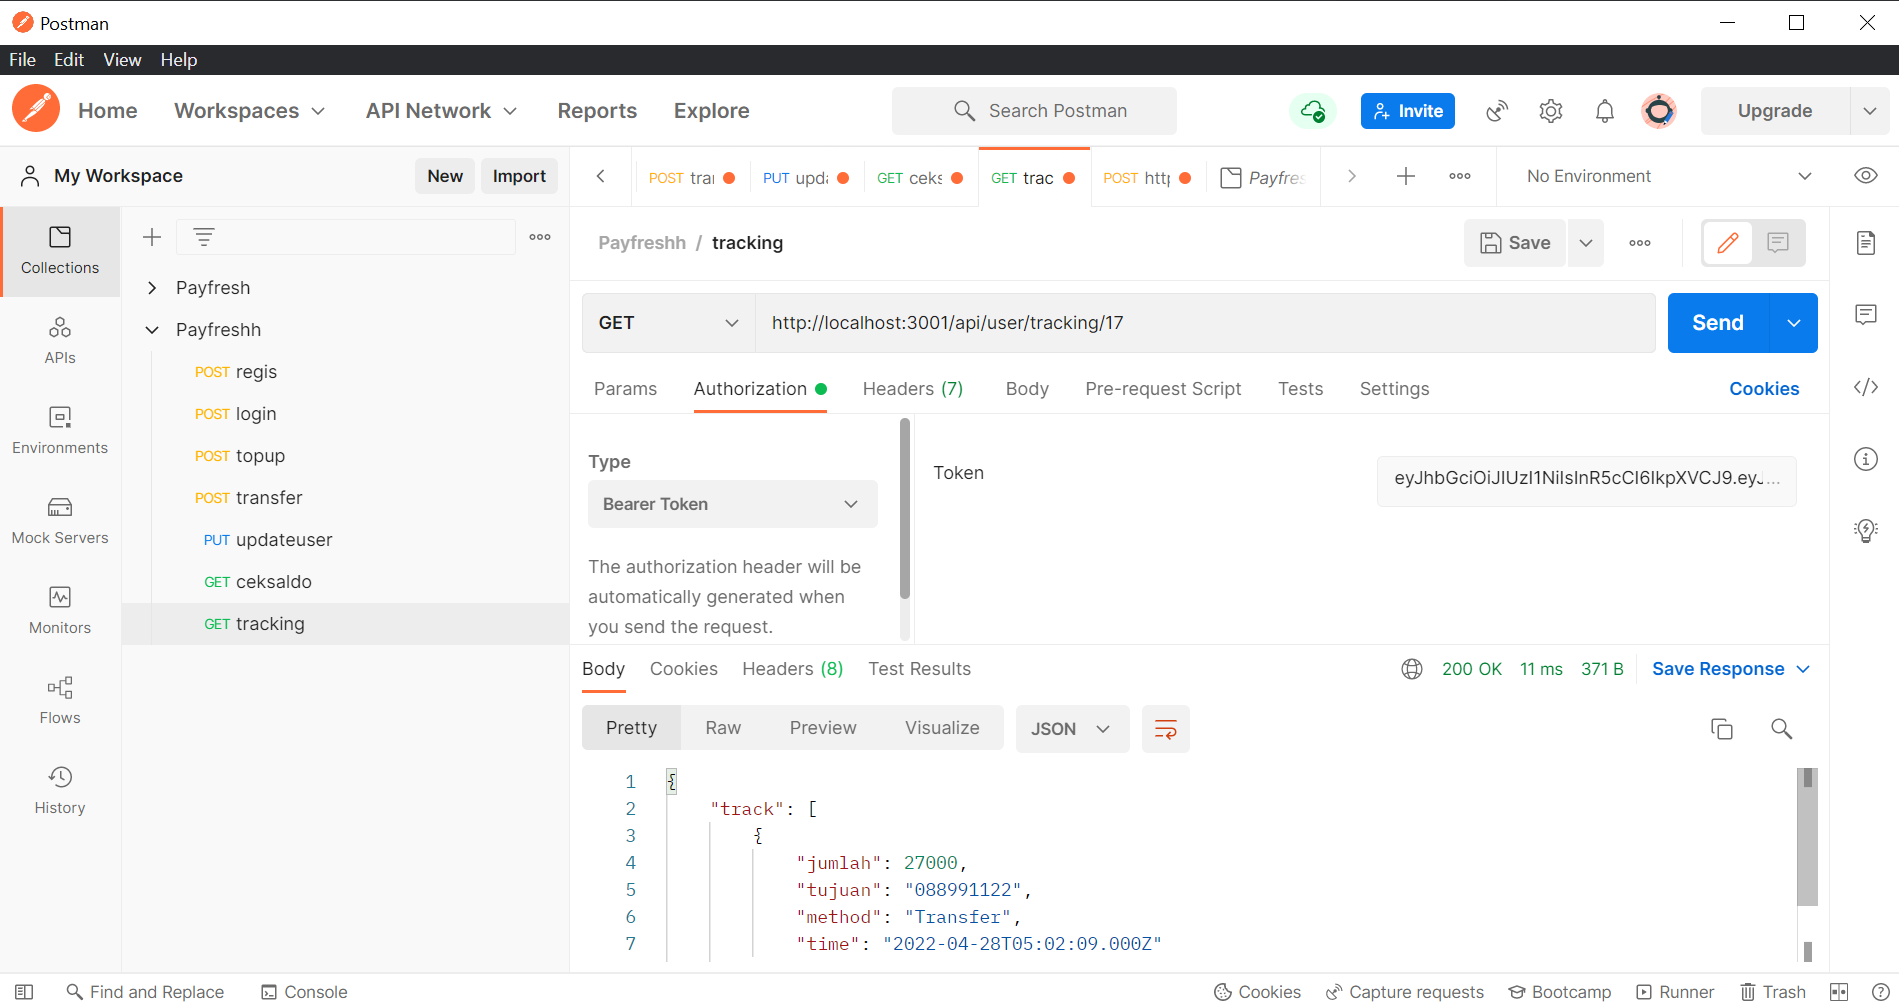 Postman
File Edit View Help
Home Workspaces API Network Reports Explore Search Postman Invite Upgrade
My Workspace New Import
POST trar PUT upda GET ceks GET trac POST http Payfres No Environment
Collections
APIs
Environments
Mock Servers
Monitors
Flows
History
Payfresh
Payfreshh
POST regis
POST login
POST topup
POST transfer
PUT updateuser
GET ceksaldo
GET tracking
Payfreshh / tracking Save
GET http://localhost:3001/api/user/tracking/17 Send
Params Authorization Headers (7) Body Pre-request Script Tests Settings Cookies
Type
Bearer Token
The authorization header will be
automatically generated when
you send the request.
Token eyJhbGciOiJIUzI1NiIsInR5cCI6IkpXVCJ9.eyJ...
Body Cookies Headers (8) Test Results 200 OK 11 ms 371 B Save Response
Pretty Raw Preview Visualize JSON
1 {
2 "track": [
3 {
4 "jumlah": 27000,
5 "tujuan": "088991122",
6 "method": "Transfer",
7 "time": "2022-04-28T05:02:09.000Z"
Find and Replace Console Cookies Capture requests Bootcamp Runner Trash